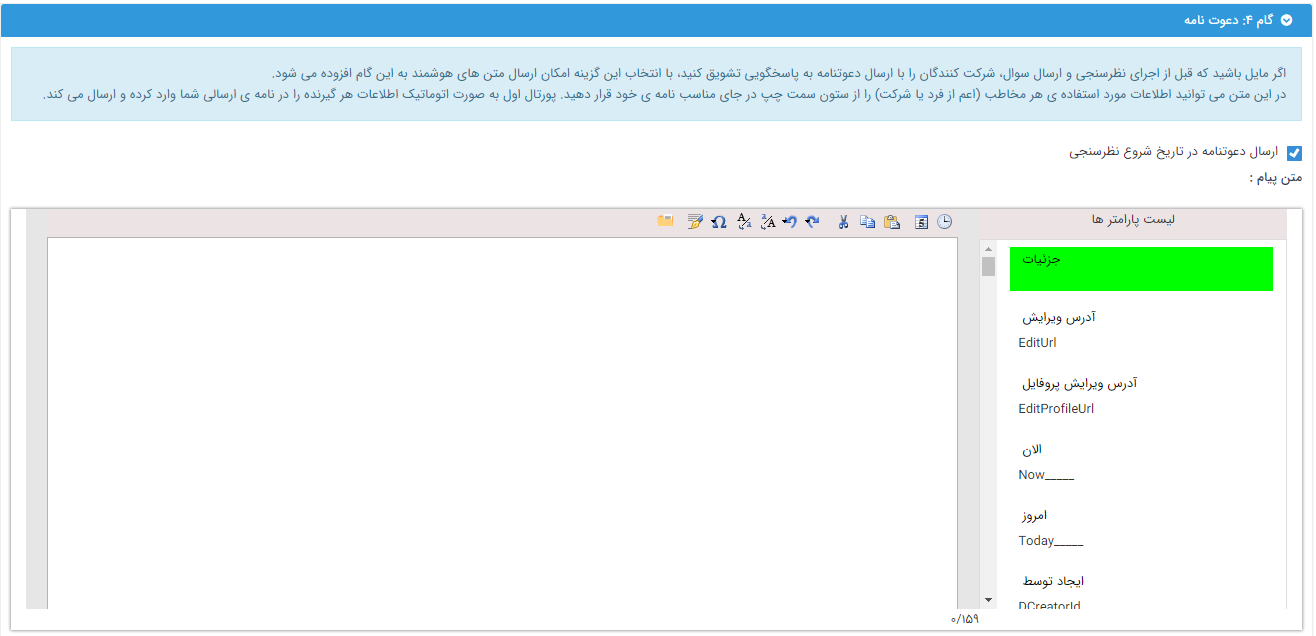 گام ۴: دعوت نامه
اگر مایل باشید که قبل از اجرای نظرسنجی و ارسال سوال، شرکت کنندگان را با ارسال دعوتنامه به پاسخگویی تشویق کنید، با انتخاب این گزینه امکان ارسال متن های هوشمند به این گام افزوده می شود.
در این متن می توانید اطلاعات مورد استفاده ی هر مخاطب (اعم از فرد یا شرکت) را از ستون سمت چپ در جای مناسب نامه ی خود قرار دهید. پورتال اول به صورت اتوماتیک اطلاعات هر گیرنده را در نامه ی ارسالی شما وارد کرده و ارسال می کند.
ارسال دعوتنامه در تاریخ شروع نظرسنجی
متن پیام :
لیست پارامتر ها
جزئیات
آدرس ویرایش
EditUrl
آدرس ویرایش پروفایل
EditProfileUrl
الان
Now_____
امروز
Today_____
ایجاد توسط
DCreatorId
۰/۱۵۹